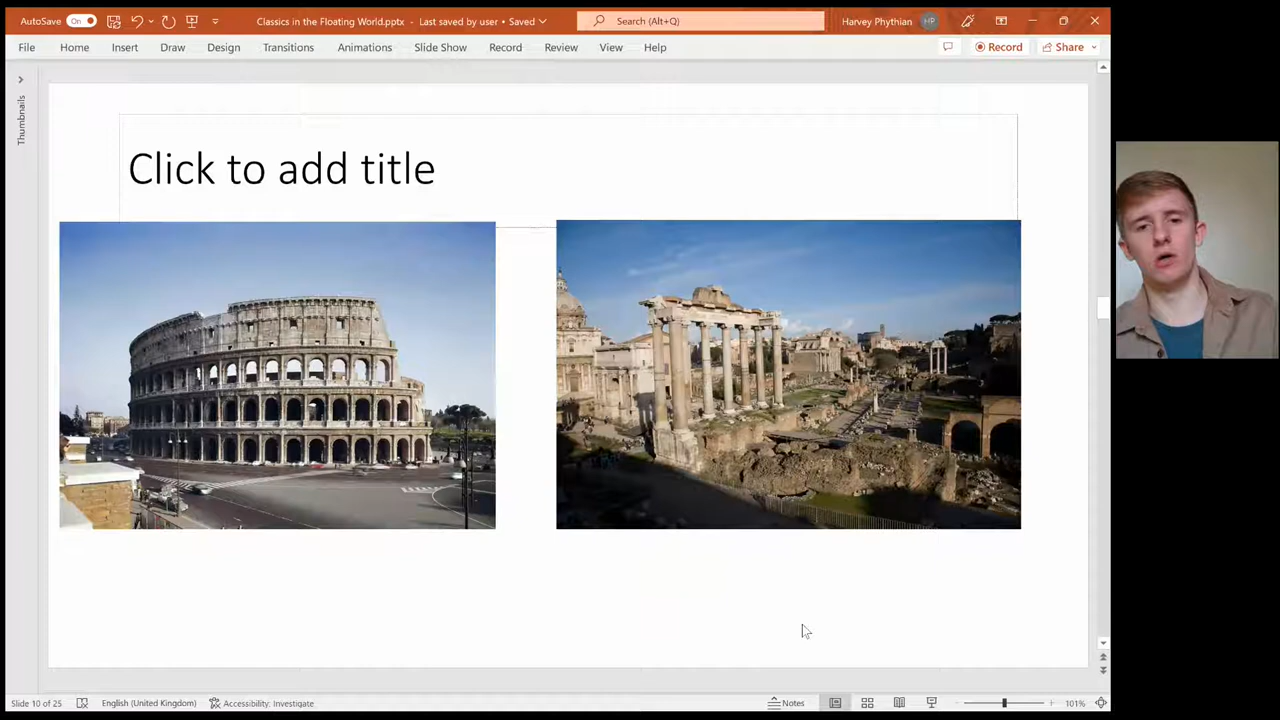 AutoSave On Classics in the Floating World.pptx - Last saved by user • Saved Search (Alt+Q) Harvey Phythian HP
File Home Insert Draw Design Transitions Animations Slide Show Record Review View Help Record Share
Thumbnails
Click to add title
Slide 10 of 25 English (United Kingdom) Accessibility: Investigate Notes 101%